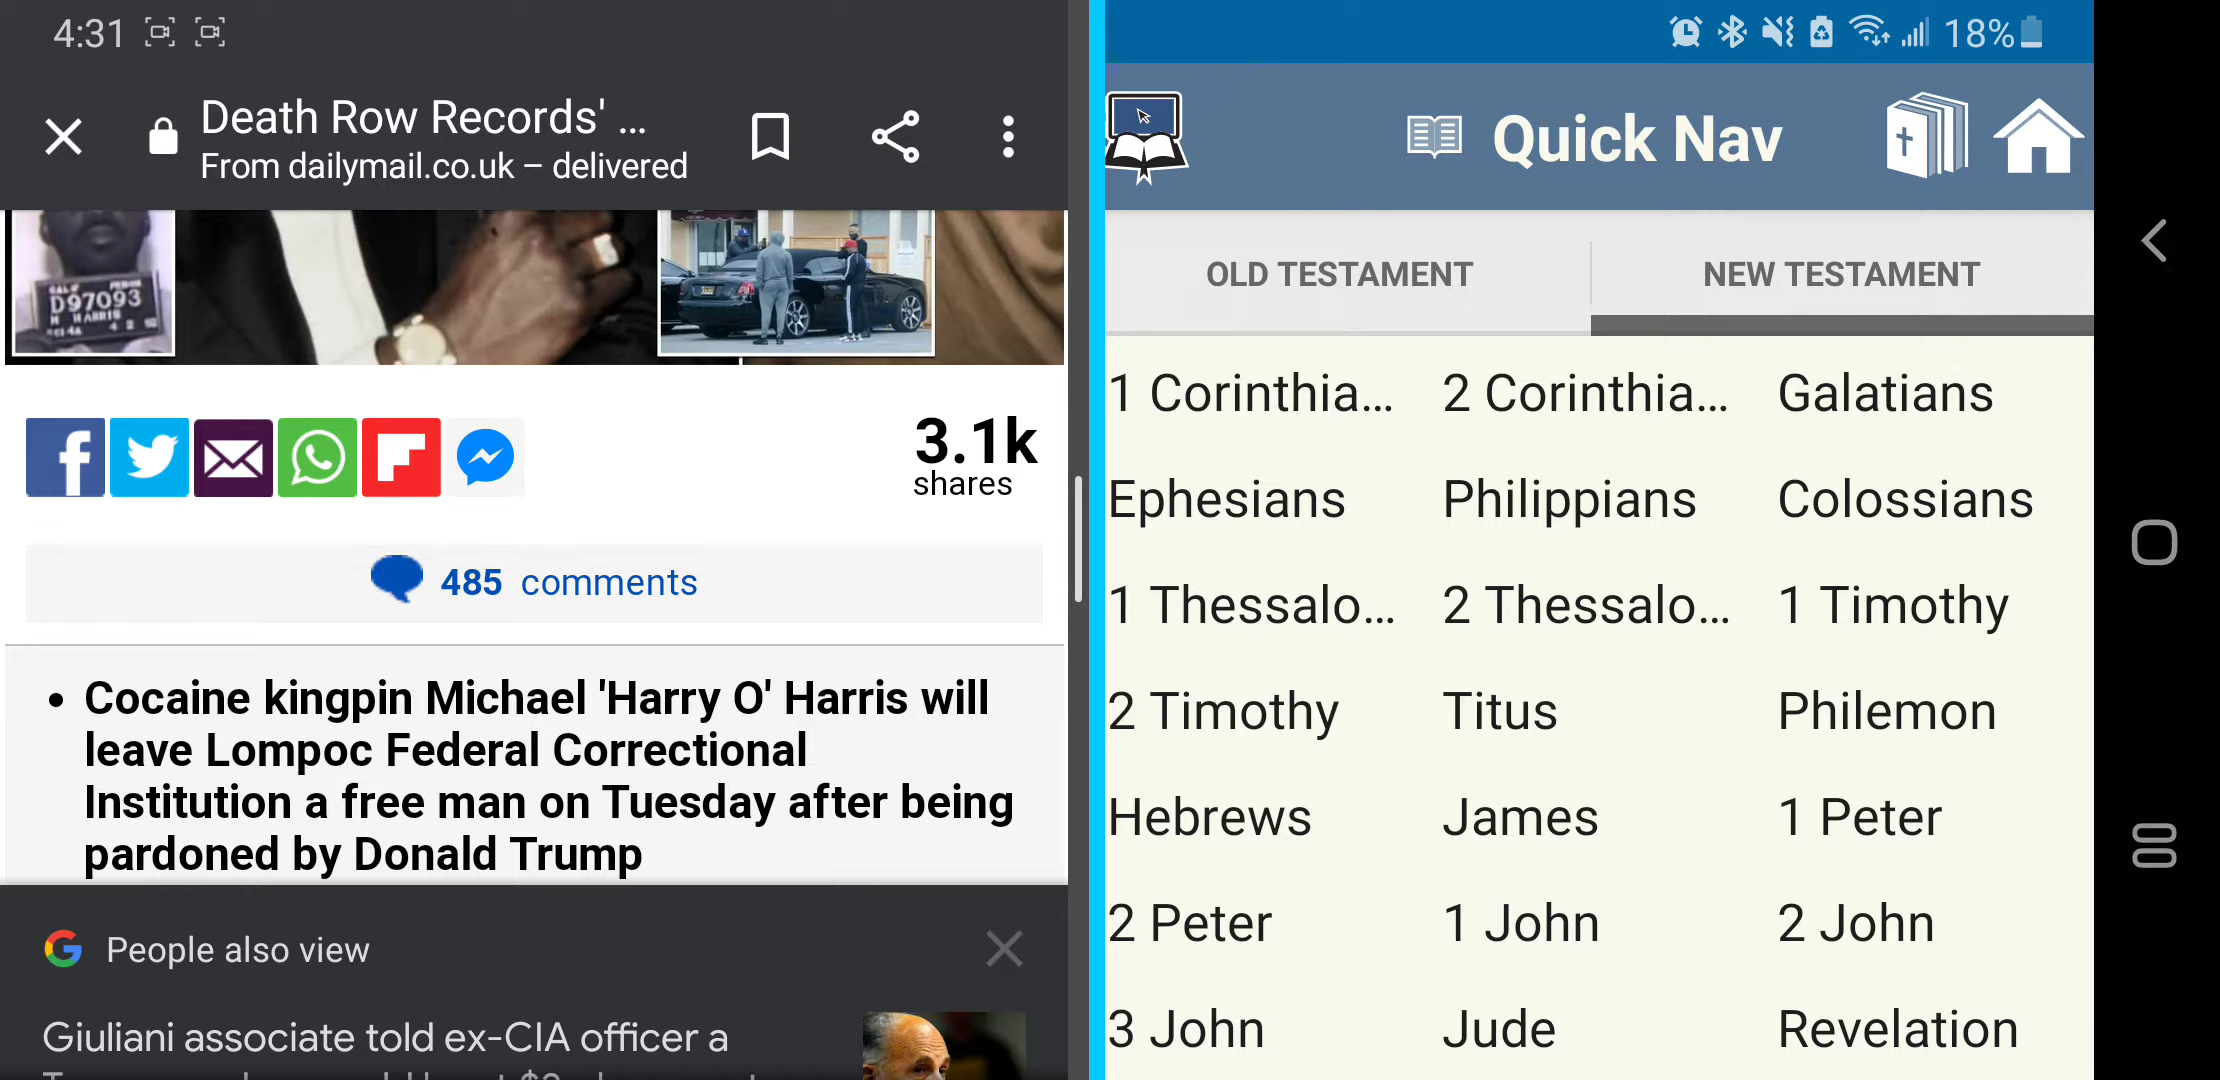 4:31
18%
Death Row Records' ...
From dailymail.co.uk – delivered
D97093
M HARRIS
3.1k
shares
485 comments
• Cocaine kingpin Michael 'Harry O' Harris will
leave Lompoc Federal Correctional
Institution a free man on Tuesday after being
pardoned by Donald Trump
People also view
Giuliani associate told ex-CIA officer a
Quick Nav
OLD TESTAMENT
NEW TESTAMENT
1 Corinthia... 2 Corinthia... Galatians
Ephesians Philippians Colossians
1 Thessalo... 2 Thessalo... 1 Timothy
2 Timothy Titus Philemon
Hebrews James 1 Peter
2 Peter 1 John 2 John
3 John Jude Revelation